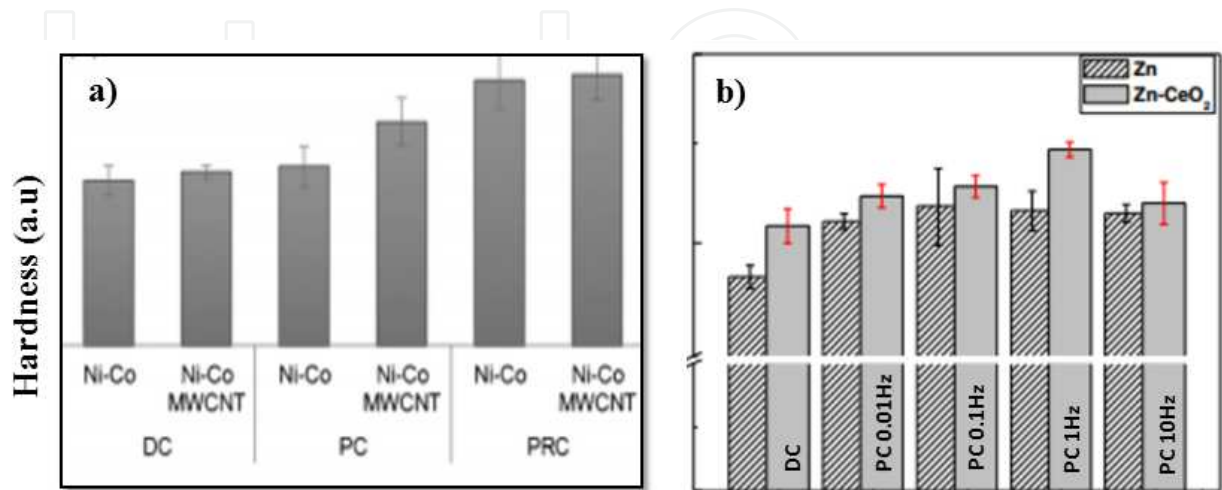 Hardness (a.u)
a)
Ni-Co
Ni-Co
MWCNT
Ni-Co
Ni-Co
MWCNT
Ni-Co
Ni-Co
MWCNT
DC
PC
PRC
b)
Zn
Zn-CeO₂
DC
PC 0.01Hz
PC 0.1Hz
PC 1Hz
PC 10Hz